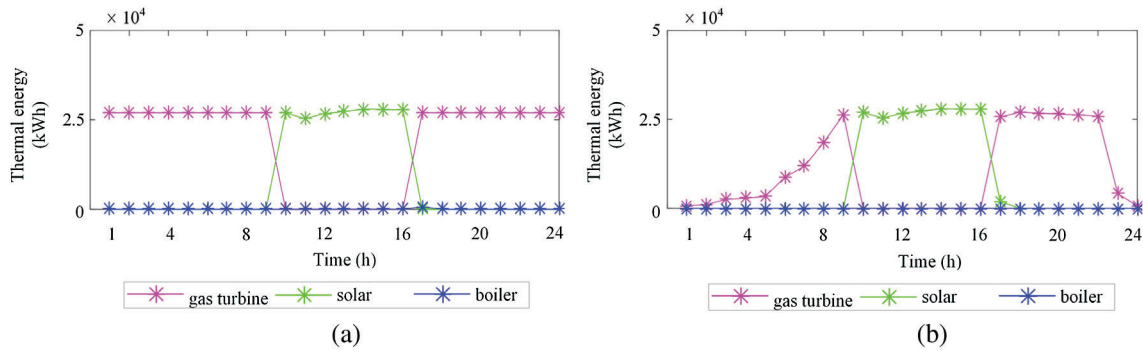 × 10⁴
5
2.5
0
Thermal energy
(kWh)
1 4 8 12 16 20 24
Time (h)
gas turbine solar boiler
(a)
× 10⁴
5
2.5
0
Thermal energy
(kWh)
1 4 8 12 16 20 24
Time (h)
gas turbine solar boiler
(b)